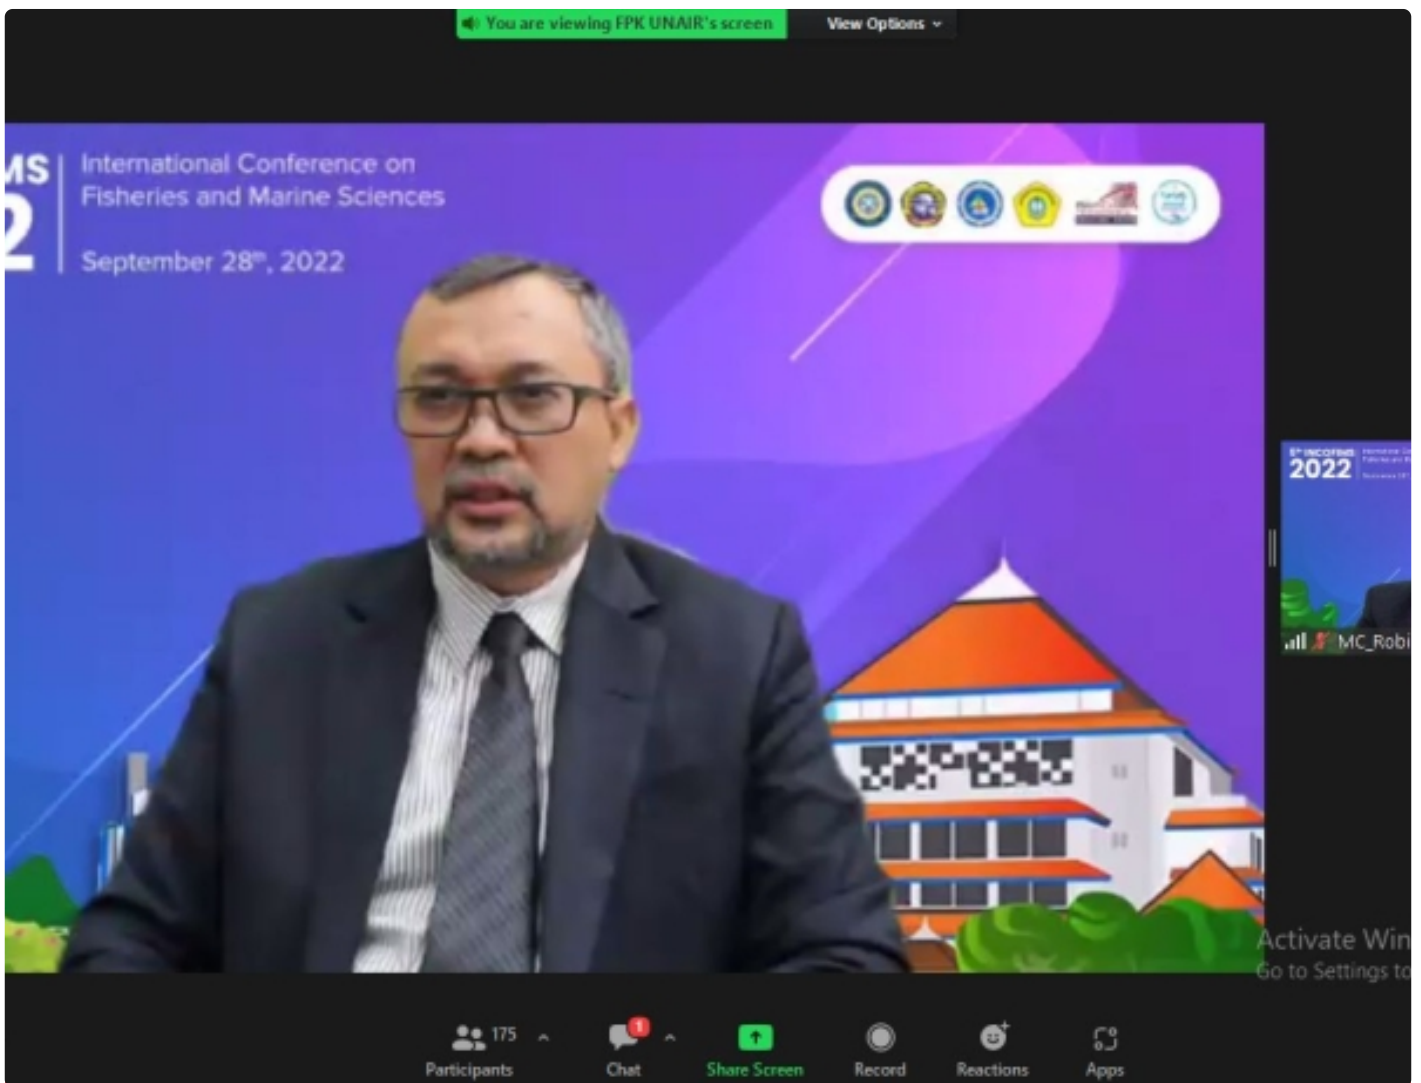 You are viewing FPK UNAIR's screen
View Options
MS
2
International Conference on
Fisheries and Marine Sciences
September 28th, 2022
INCOFIMS
2022
MC_Robi
Activate Win
Go to Settings to
175
1
Participants
Chat
Share Screen
Record
Reactions
Apps